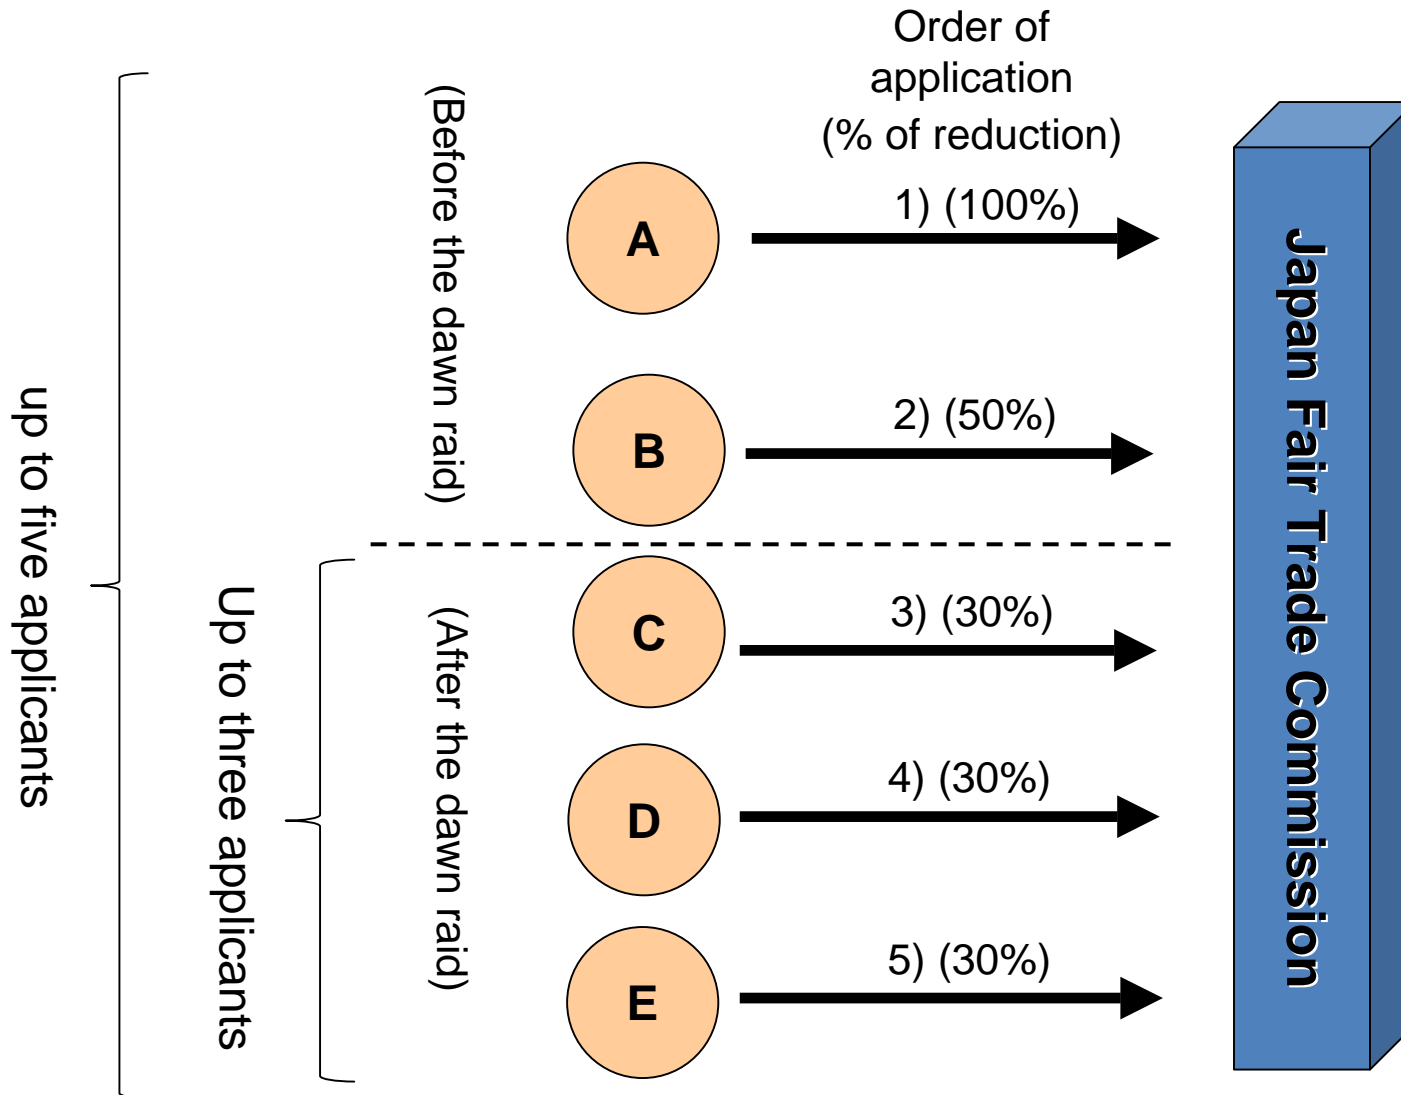 Order of
application
(% of reduction)
up to five applicants
(Before the dawn raid)
A
1) (100%)
B
2) (50%)
Up to three applicants
(After the dawn raid)
C
3) (30%)
D
4) (30%)
E
5) (30%)
Japan Fair Trade Commission